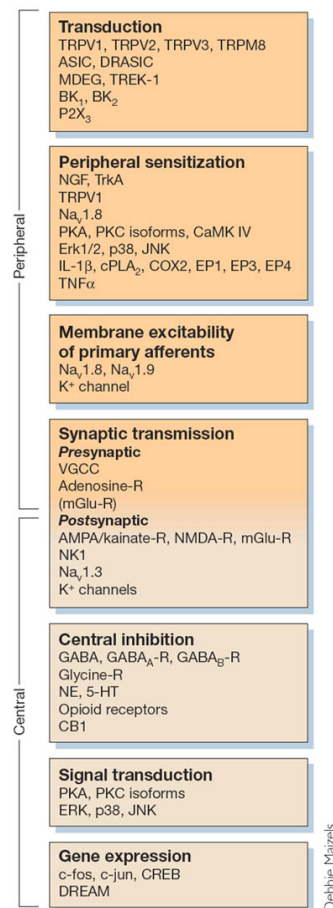 Peripheral
Transduction
TRPV1, TRPV2, TRPV3, TRPM8
ASIC, DRASIC
MDEG, TREK-1
BK₁, BK₂
P2X₃
Peripheral sensitization
NGF, TrkA
TRPV1
Naᵥ1.8
PKA, PKC isoforms, CaMK IV
Erk1/2, p38, JNK
IL-1β, cPLA₂, COX2, EP1, EP3, EP4
TNFα
Membrane excitability
of primary afferents
Naᵥ1.8, Naᵥ1.9
K⁺ channel
Synaptic transmission
Presynaptic
VGCC
Adenosine-R
(mGlu-R)
Postsynaptic
AMPA/kainate-R, NMDA-R, mGlu-R
NK1
Naᵥ1.3
K⁺ channels
Central
Central inhibition
GABA, GABA_A-R, GABA_B-R
Glycine-R
NE, 5-HT
Opioid receptors
CB1
Signal transduction
PKA, PKC isoforms
ERK, p38, JNK
Gene expression
c-fos, c-jun, CREB
DREAM
Debbie Maizels